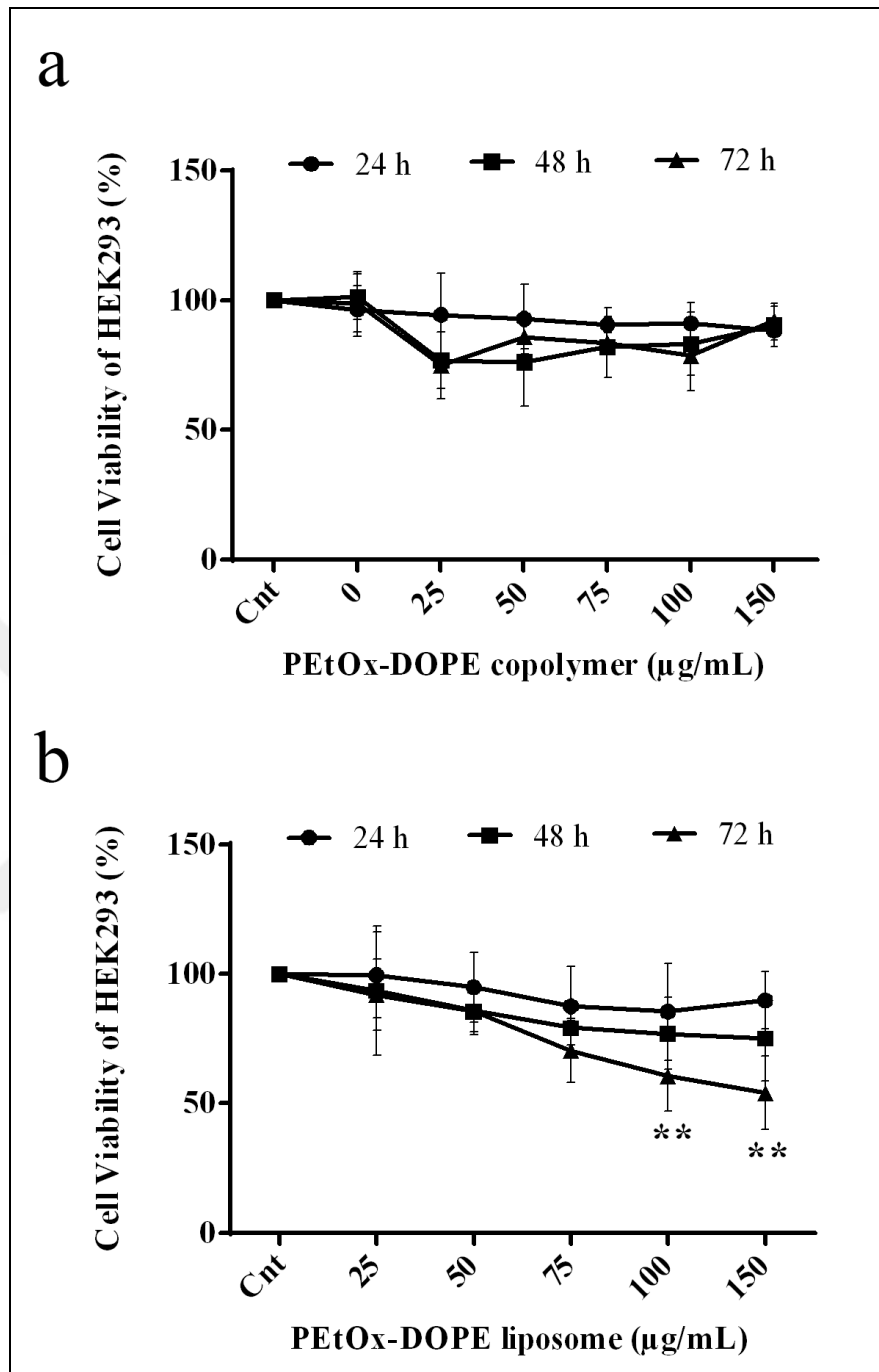 a
24 h 48 h 72 h
150
100
50
0
Cell Viability of HEK293 (%)
Cnt 0 25 50 75 100 150
PEtOx-DOPE copolymer (µg/mL)
b
24 h 48 h 72 h
150
100
50
0
Cell Viability of HEK293 (%)
** **
Cnt 25 50 75 100 150
PEtOx-DOPE liposome (µg/mL)